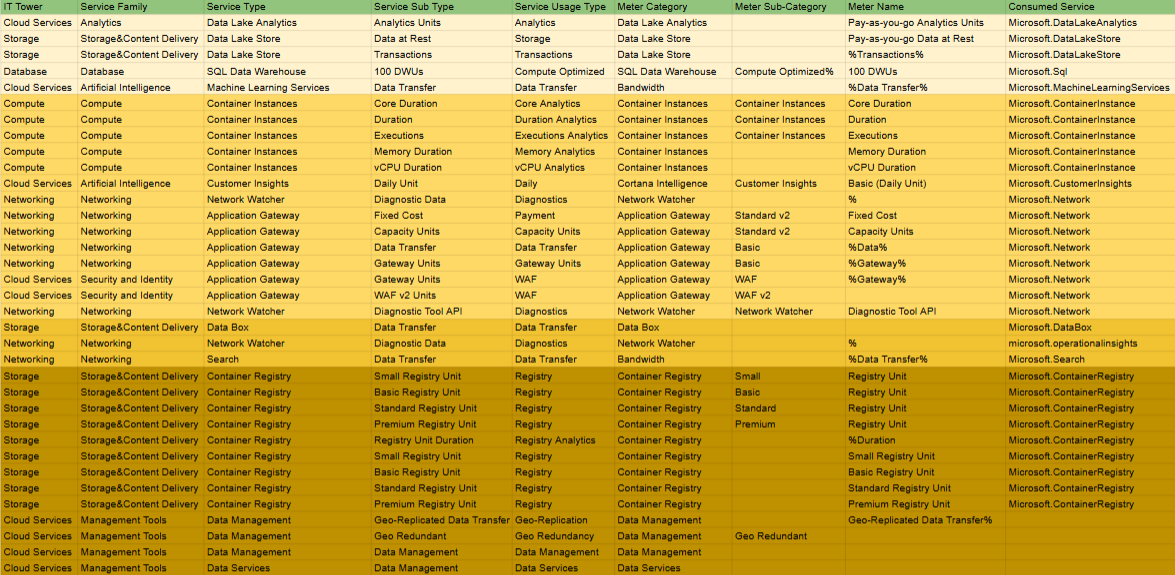 IT Tower Service Family Service Type Service Sub Type Service Usage Type Meter Category Meter Sub-Category Meter Name Consumed Service
Cloud Services Analytics Data Lake Analytics Analytics Units Analytics Data Lake Analytics Pay-as-you-go Analytics Units Microsoft.DataLakeAnalytics
Storage Storage&Content Delivery Data Lake Store Data at Rest Storage Data Lake Store Pay-as-you-go Data at Rest Microsoft.DataLakeStore
Storage Storage&Content Delivery Data Lake Store Transactions Transactions Data Lake Store %Transactions% Microsoft.DataLakeStore
Database Database SQL Data Warehouse 100 DWUs Compute Optimized SQL Data Warehouse Compute Optimized% 100 DWUs Microsoft.Sql
Cloud Services Artificial Intelligence Machine Learning Services Data Transfer Data Transfer Bandwidth %Data Transfer% Microsoft.MachineLearningServices
Compute Compute Container Instances Core Duration Core Analytics Container Instances Container Instances Core Duration Microsoft.ContainerInstance
Compute Compute Container Instances Duration Duration Analytics Container Instances Container Instances Duration Microsoft.ContainerInstance
Compute Compute Container Instances Executions Executions Analytics Container Instances Container Instances Executions Microsoft.ContainerInstance
Compute Compute Container Instances Memory Duration Memory Analytics Container Instances Memory Duration Microsoft.ContainerInstance
Compute Compute Container Instances vCPU Duration vCPU Analytics Container Instances vCPU Duration Microsoft.ContainerInstance
Cloud Services Artificial Intelligence Customer Insights Daily Unit Daily Cortana Intelligence Customer Insights Basic (Daily Unit) Microsoft.CustomerInsights
Networking Networking Network Watcher Diagnostic Data Diagnostics Network Watcher % Microsoft.Network
Networking Networking Application Gateway Fixed Cost Payment Application Gateway Standard v2 Fixed Cost Microsoft.Network
Networking Networking Application Gateway Capacity Units Capacity Units Application Gateway Standard v2 Capacity Units Microsoft.Network
Networking Networking Application Gateway Data Transfer Data Transfer Application Gateway Basic %Data% Microsoft.Network
Networking Networking Application Gateway Gateway Units Gateway Units Application Gateway Basic %Gateway% Microsoft.Network
Cloud Services Security and Identity Application Gateway Gateway Units WAF Application Gateway WAF %Gateway% Microsoft.Network
Cloud Services Security and Identity Application Gateway WAF v2 Units WAF Application Gateway WAF v2 Microsoft.Network
Networking Networking Network Watcher Diagnostic Tool API Diagnostics Network Watcher Network Watcher Diagnostic Tool API Microsoft.Network
Storage Storage&Content Delivery Data Box Data Transfer Data Transfer Data Box Microsoft.DataBox
Networking Networking Network Watcher Diagnostic Data Diagnostics Network Watcher % microsoft.operationalinsights
Networking Networking Search Data Transfer Data Transfer Bandwidth %Data Transfer% Microsoft.Search
Storage Storage&Content Delivery Container Registry Small Registry Unit Registry Container Registry Small Registry Unit Microsoft.ContainerRegistry
Storage Storage&Content Delivery Container Registry Basic Registry Unit Registry Container Registry Basic Registry Unit Microsoft.ContainerRegistry
Storage Storage&Content Delivery Container Registry Standard Registry Unit Registry Container Registry Standard Registry Unit Microsoft.ContainerRegistry
Storage Storage&Content Delivery Container Registry Premium Registry Unit Registry Container Registry Premium Registry Unit Microsoft.ContainerRegistry
Storage Storage&Content Delivery Container Registry Registry Unit Duration Registry Analytics Container Registry %Duration Microsoft.ContainerRegistry
Storage Storage&Content Delivery Container Registry Small Registry Unit Registry Container Registry Small Registry Unit Microsoft.ContainerRegistry
Storage Storage&Content Delivery Container Registry Basic Registry Unit Registry Container Registry Basic Registry Unit Microsoft.ContainerRegistry
Storage Storage&Content Delivery Container Registry Standard Registry Unit Registry Container Registry Standard Registry Unit Microsoft.ContainerRegistry
Storage Storage&Content Delivery Container Registry Premium Registry Unit Registry Container Registry Premium Registry Unit Microsoft.ContainerRegistry
Cloud Services Management Tools Data Management Geo-Replicated Data Transfer Geo-Replication Data Management Geo-Replicated Data Transfer%
Cloud Services Management Tools Data Management Geo Redundant Geo Redundancy Data Management Geo Redundant
Cloud Services Management Tools Data Management Data Management Data Management Data Management
Cloud Services Management Tools Data Services Data Management Data Services Data Services